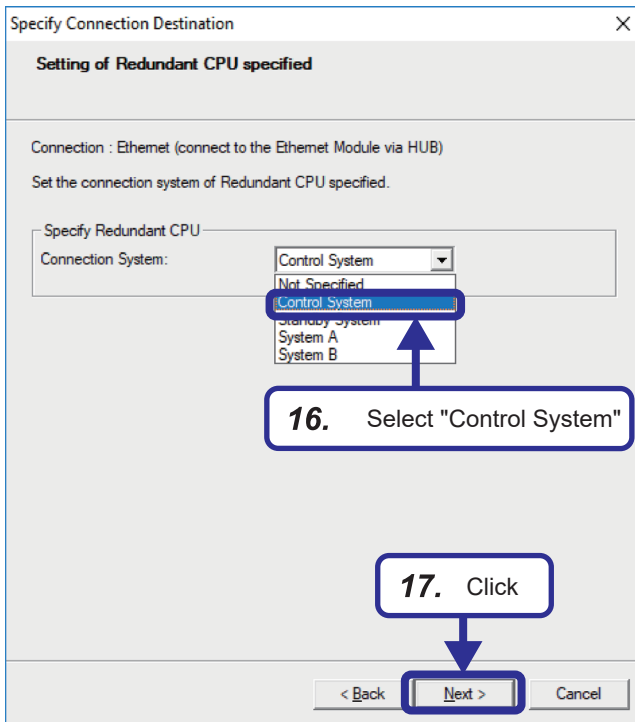 Specify Connection Destination
Setting of Redundant CPU specified
Connection : Ethernet (connect to the Ethernet Module via HUB)
Set the connection system of Redundant CPU specified.
Specify Redundant CPU
Connection System:
Control System
Not Specified
Control System
Standby System
System A
System B
16. Select "Control System"
17. Click
< Back
Next >
Cancel